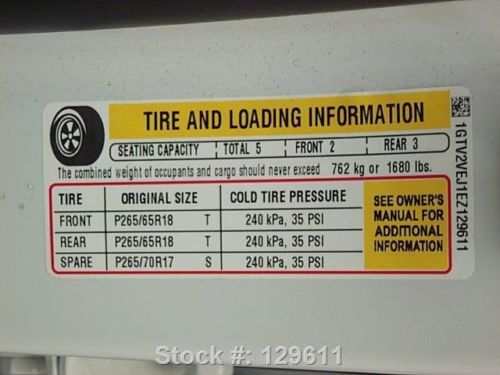 TIRE AND LOADING INFORMATION
SEATING CAPACITY TOTAL 5 FRONT 2 REAR 3
The combined weight of occupants and cargo should never exceed 762 kg or 1680 lbs.
TIRE ORIGINAL SIZE COLD TIRE PRESSURE
FRONT P265/65R18 T 240 kPa, 35 PSI
REAR P265/65R18 T 240 kPa, 35 PSI
SPARE P265/70R17 S 240 kPa, 35 PSI
SEE OWNER'S
MANUAL FOR
ADDITIONAL
INFORMATION
1GTV2VEJ1EZ129611
Stock #: 129611